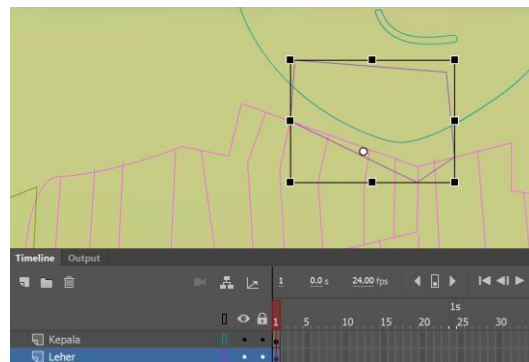 Timeline Output
1 0.0 s 24.00 fps
1s
1 5 10 15 20 25 30
Kepala
Leher